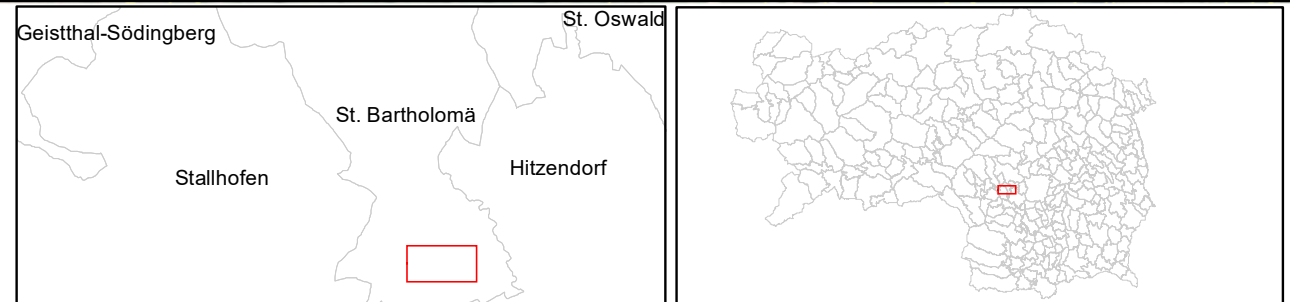 St. Oswald
Geistthal-Södingberg
St. Bartholomä
Hitzendorf
Stallhofen